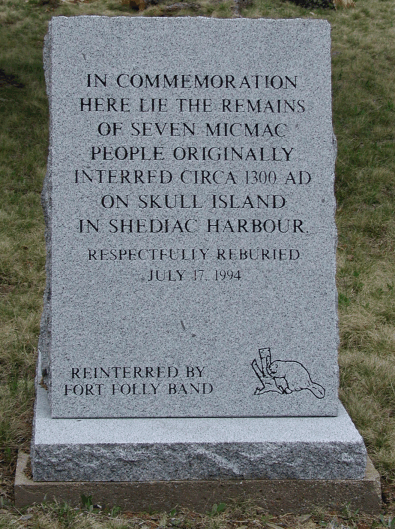 IN COMMEMORATION
HERE LIE THE REMAINS
OF SEVEN MICMAC
PEOPLE ORIGINALLY
INTERRED CIRCA 1300 AD
ON SKULL ISLAND
IN SHEDIAC HARBOUR.
RESPECTFULLY REBURIED
JULY 17, 1994
REINTERRED BY
FORT FOLLY BAND